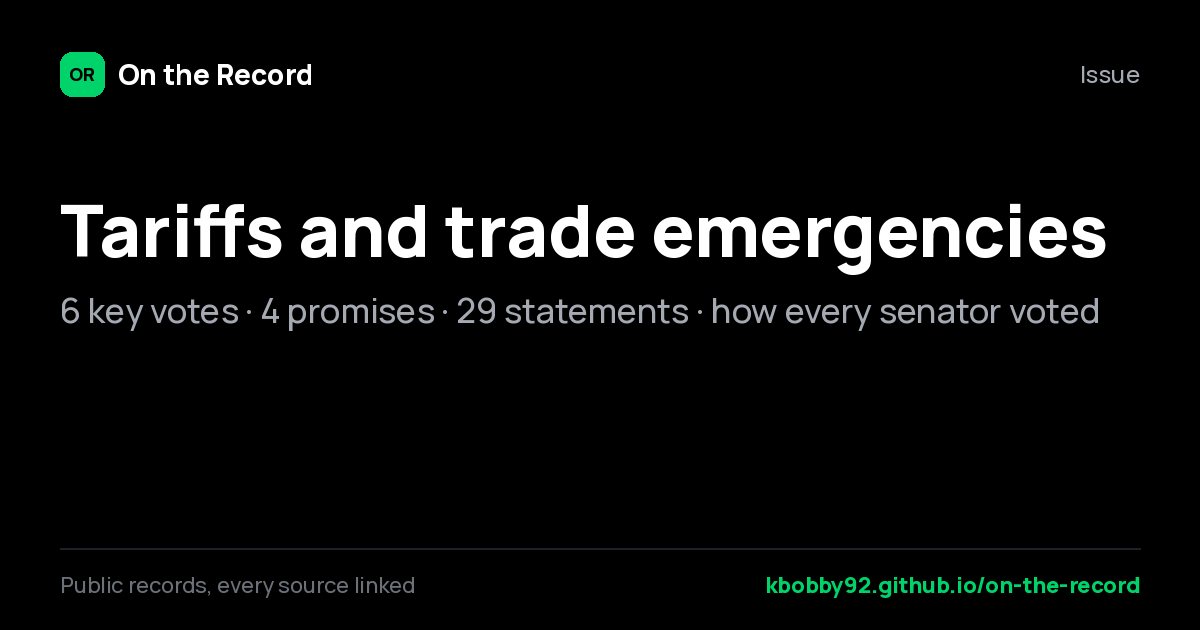 OR On the Record
Issue
Tariffs and trade emergencies
6 key votes · 4 promises · 29 statements · how every senator voted
Public records, every source linked
kbobby92.github.io/on-the-record